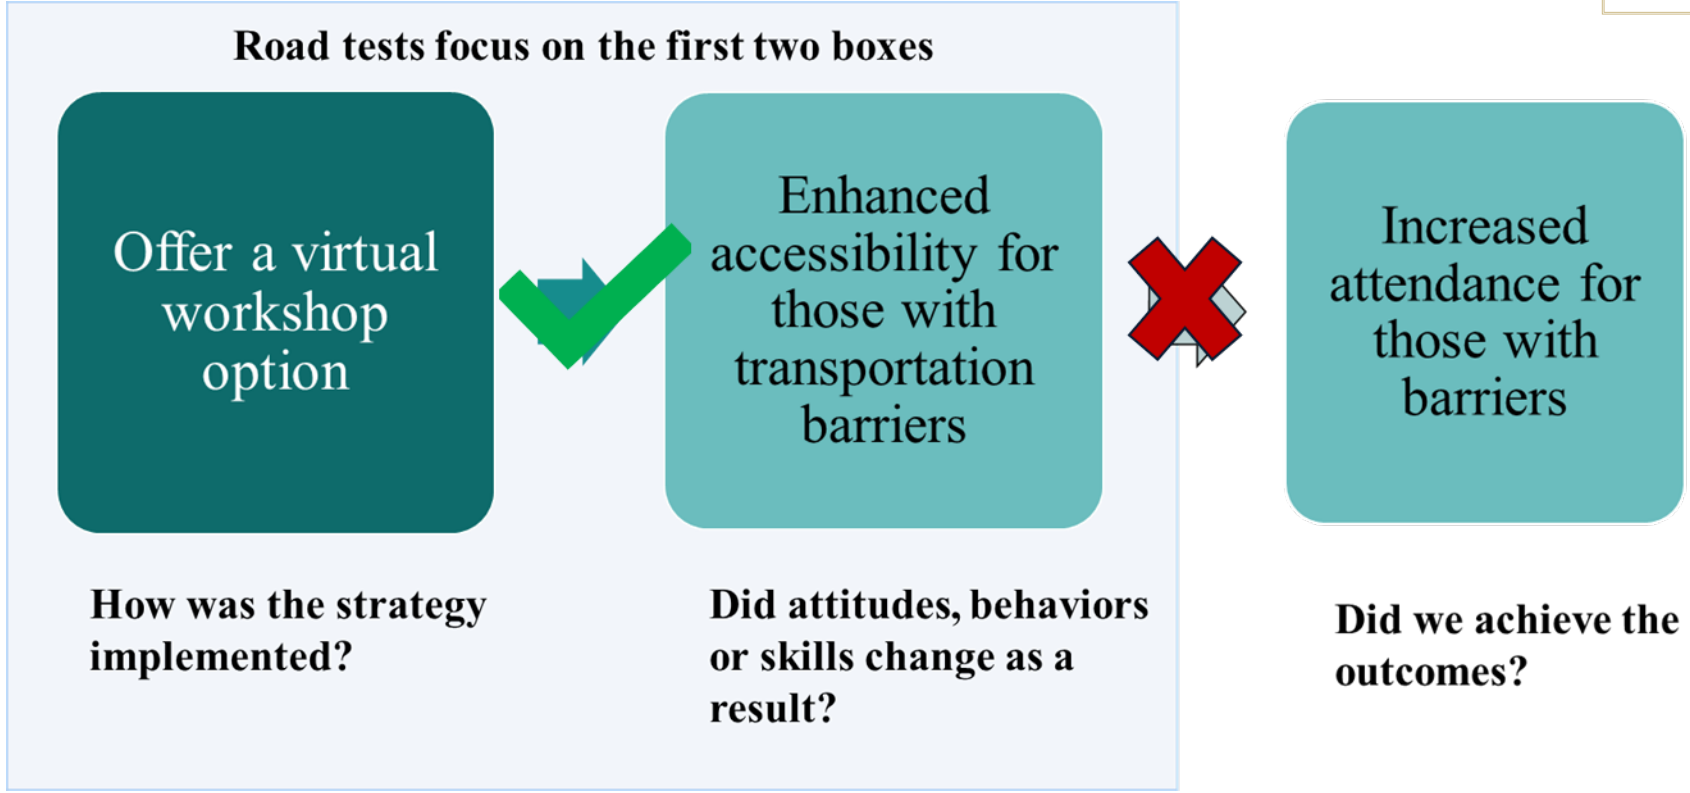 Road tests focus on the first two boxes
Offer a virtual
workshop
option
Enhanced
accessibility for
those with
transportation
barriers
Increased
attendance for
those with
barriers
How was the strategy
implemented?
Did attitudes, behaviors
or skills change as a
result?
Did we achieve the
outcomes?